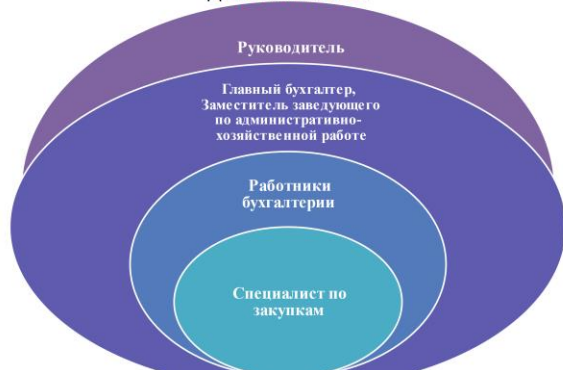 Руководитель
Главный бухгалтер,
Заместитель заведующего
по административно-
хозяйственной работе
Работники
бухгалтерии
Специалист по
закупкам